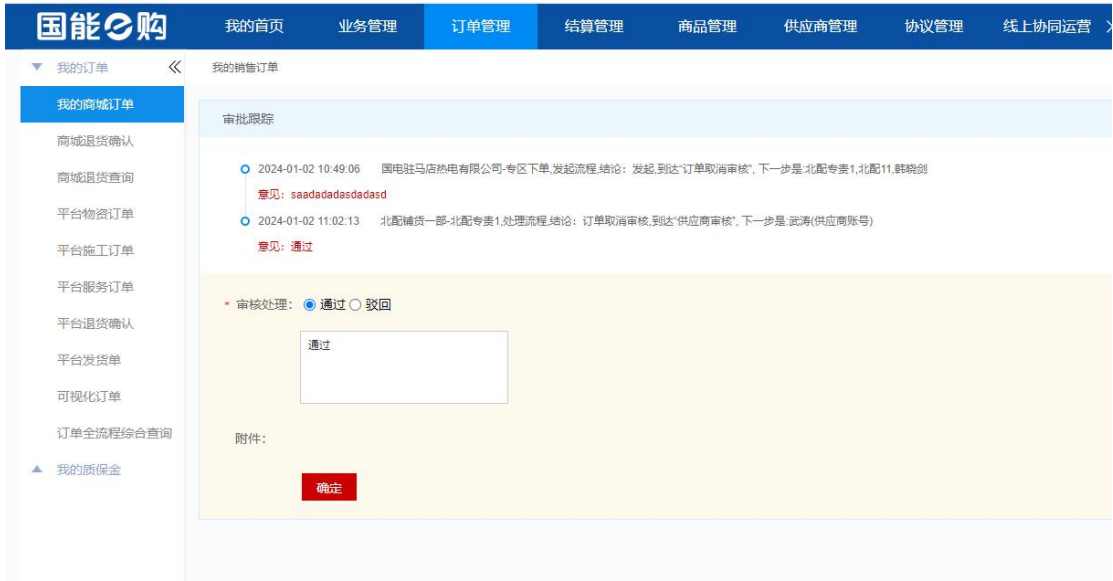 国能e购
我的首页 业务管理 订单管理 结算管理 商品管理 供应商管理 协议管理 线上协同运营
我的订单
我的商城订单
商城退货确认
商城退货查询
平台物资订单
平台施工订单
平台服务订单
平台退货确认
平台发货单
可视化订单
订单全流程综合查询
我的质保金
我的销售订单
审批跟踪
2024-01-02 10:49:06 国电驻马店热电有限公司-专区下单,发起流程,结论：发起,到达“订单取消审核”, 下一步是:北配专责1,北配11,韩晓剑
意见：saadadadasdadasd
2024-01-02 11:02:13 北配铺货一部-北配专责1,处理流程,结论：订单取消审核,到达“供应商审核”, 下一步是:武涛(供应商账号)
意见：通过
* 审核处理： 通过 驳回
通过
附件：
确定